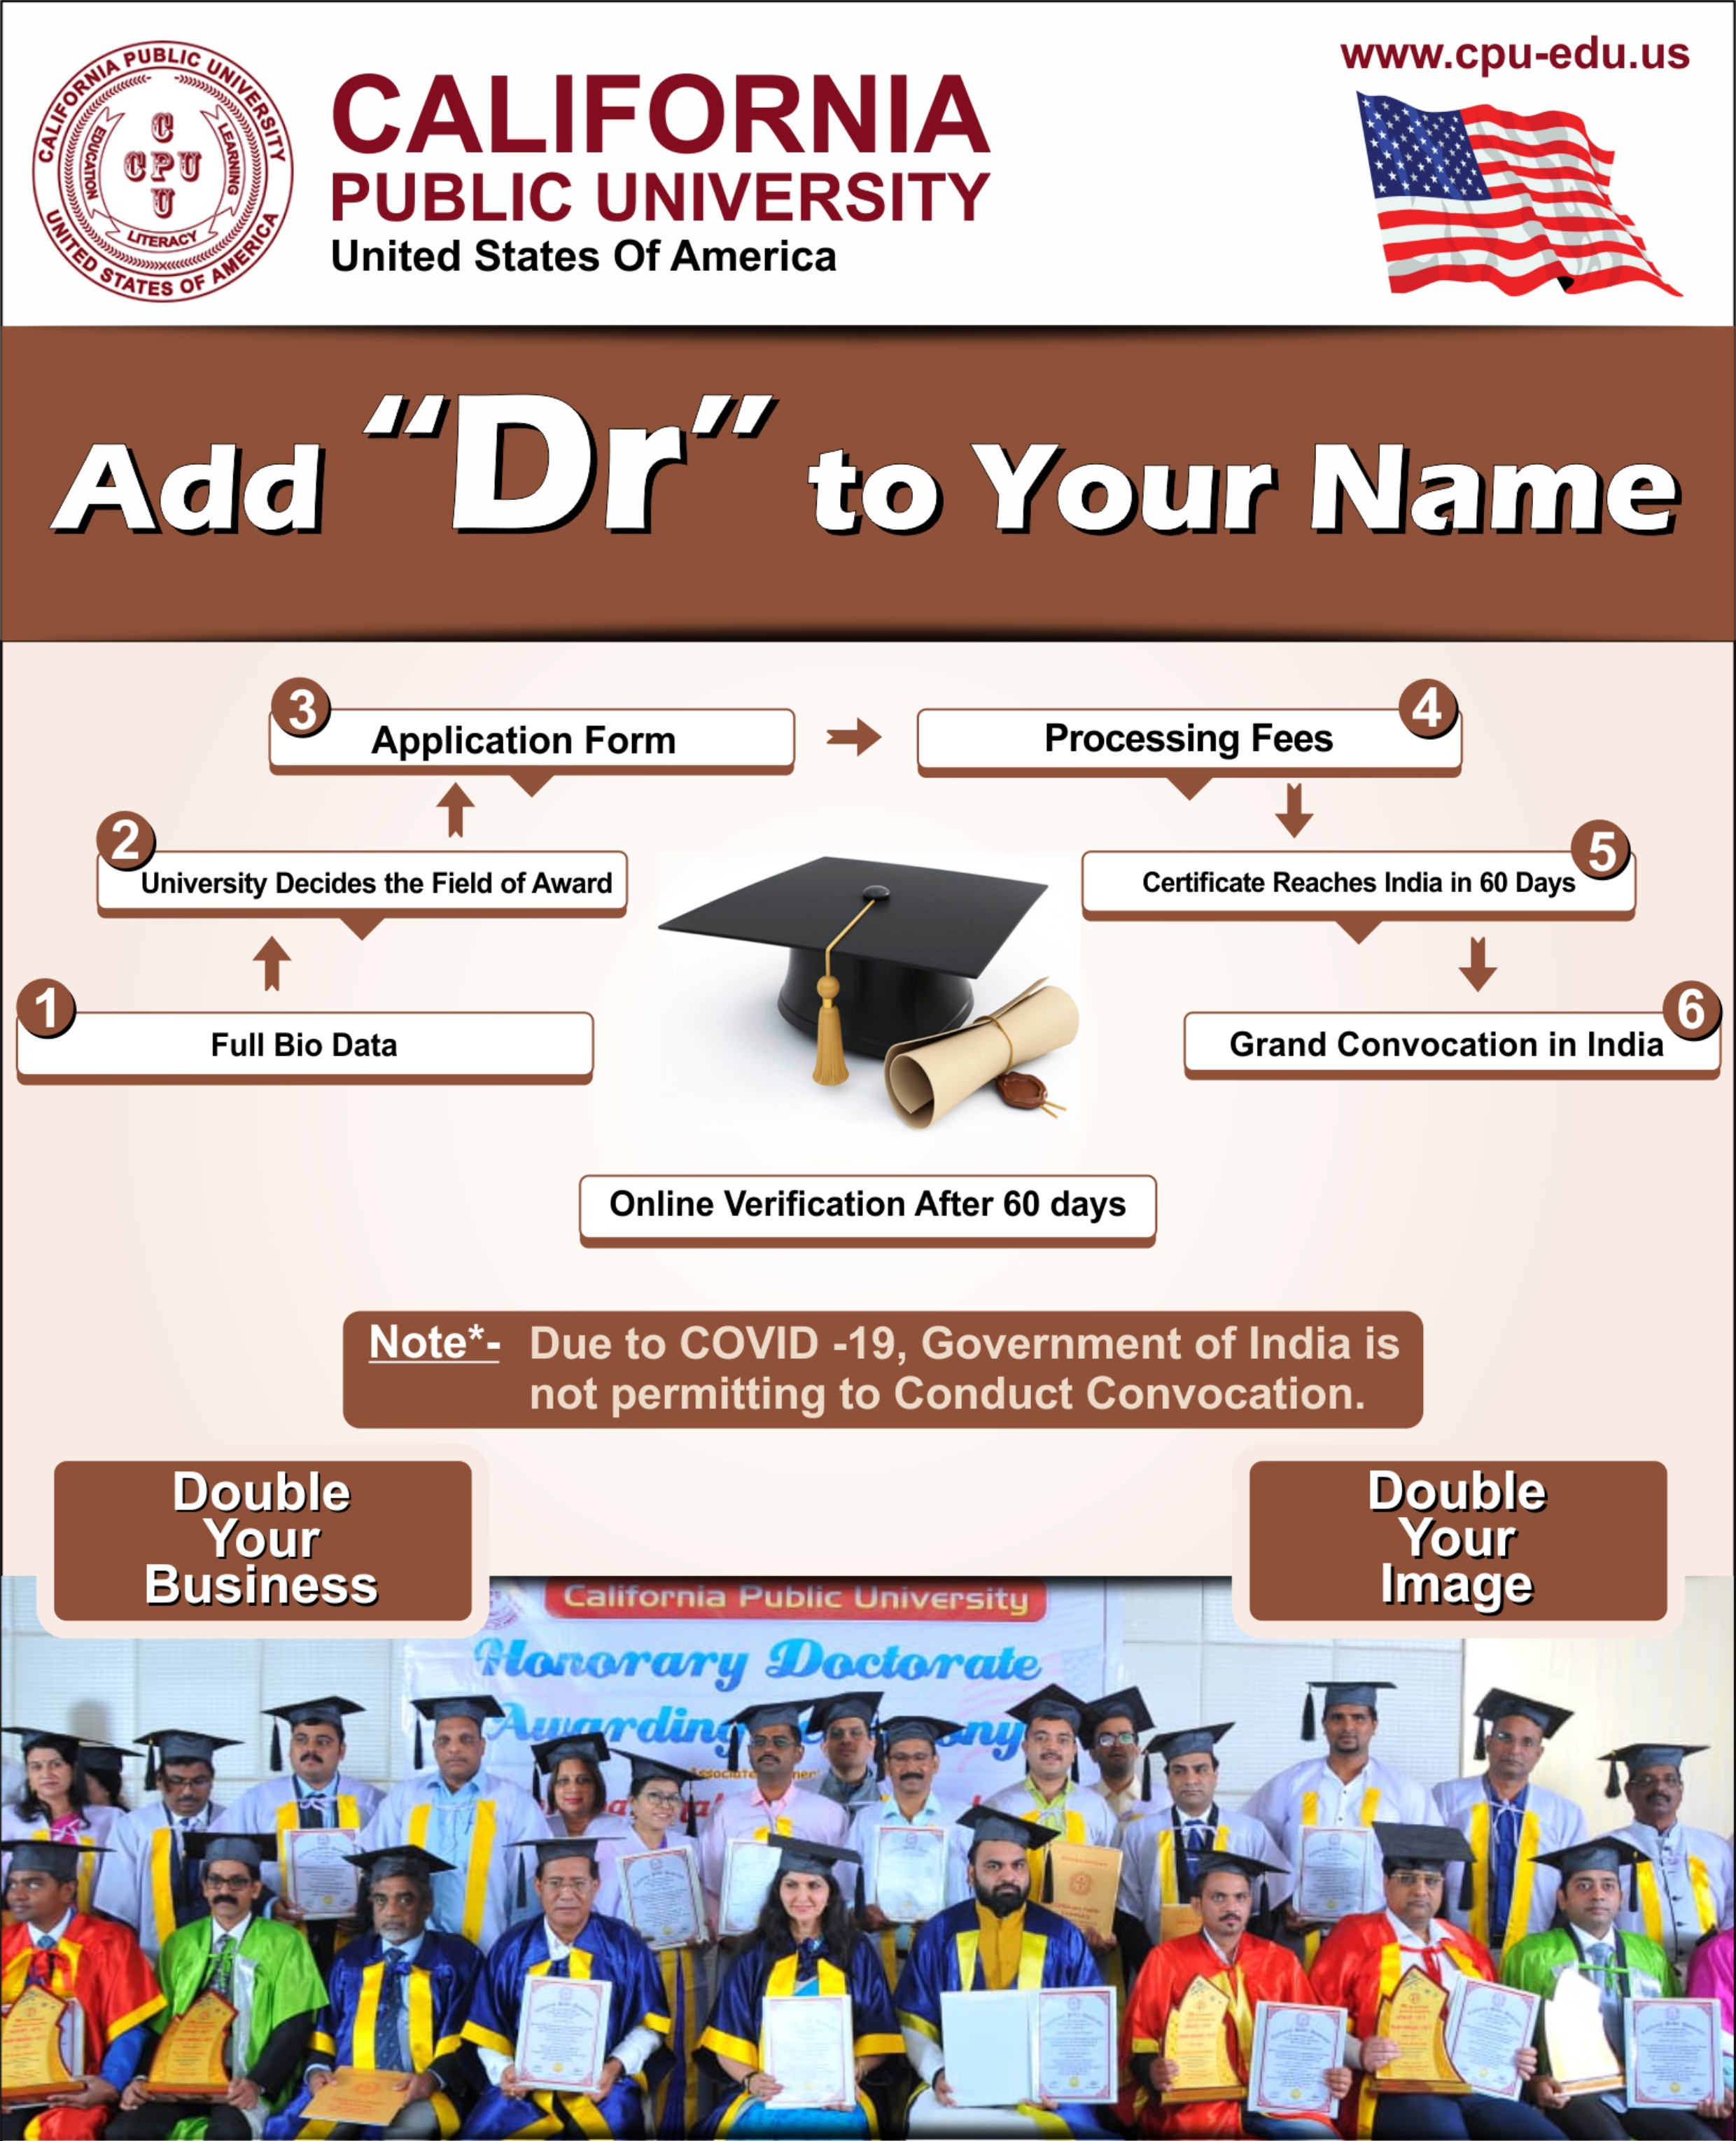 CALIFORNIA PUBLIC UNIVERSITY
EDUCATION
LEARNING
C
CPU
U
LITERACY
UNITED STATES OF AMERICA
CALIFORNIA
PUBLIC UNIVERSITY
United States Of America
www.cpu-edu.us
Add “Dr” to Your Name
1
Full Bio Data
2
University Decides the Field of Award
3
Application Form
4
Processing Fees
5
Certificate Reaches India in 60 Days
6
Grand Convocation in India
Online Verification After 60 days
Note*- Due to COVID -19, Government of India is
not permitting to Conduct Convocation.
Double
Your
Business
Double
Your
Image
California Public University
Honorary Doctorate
Awarding